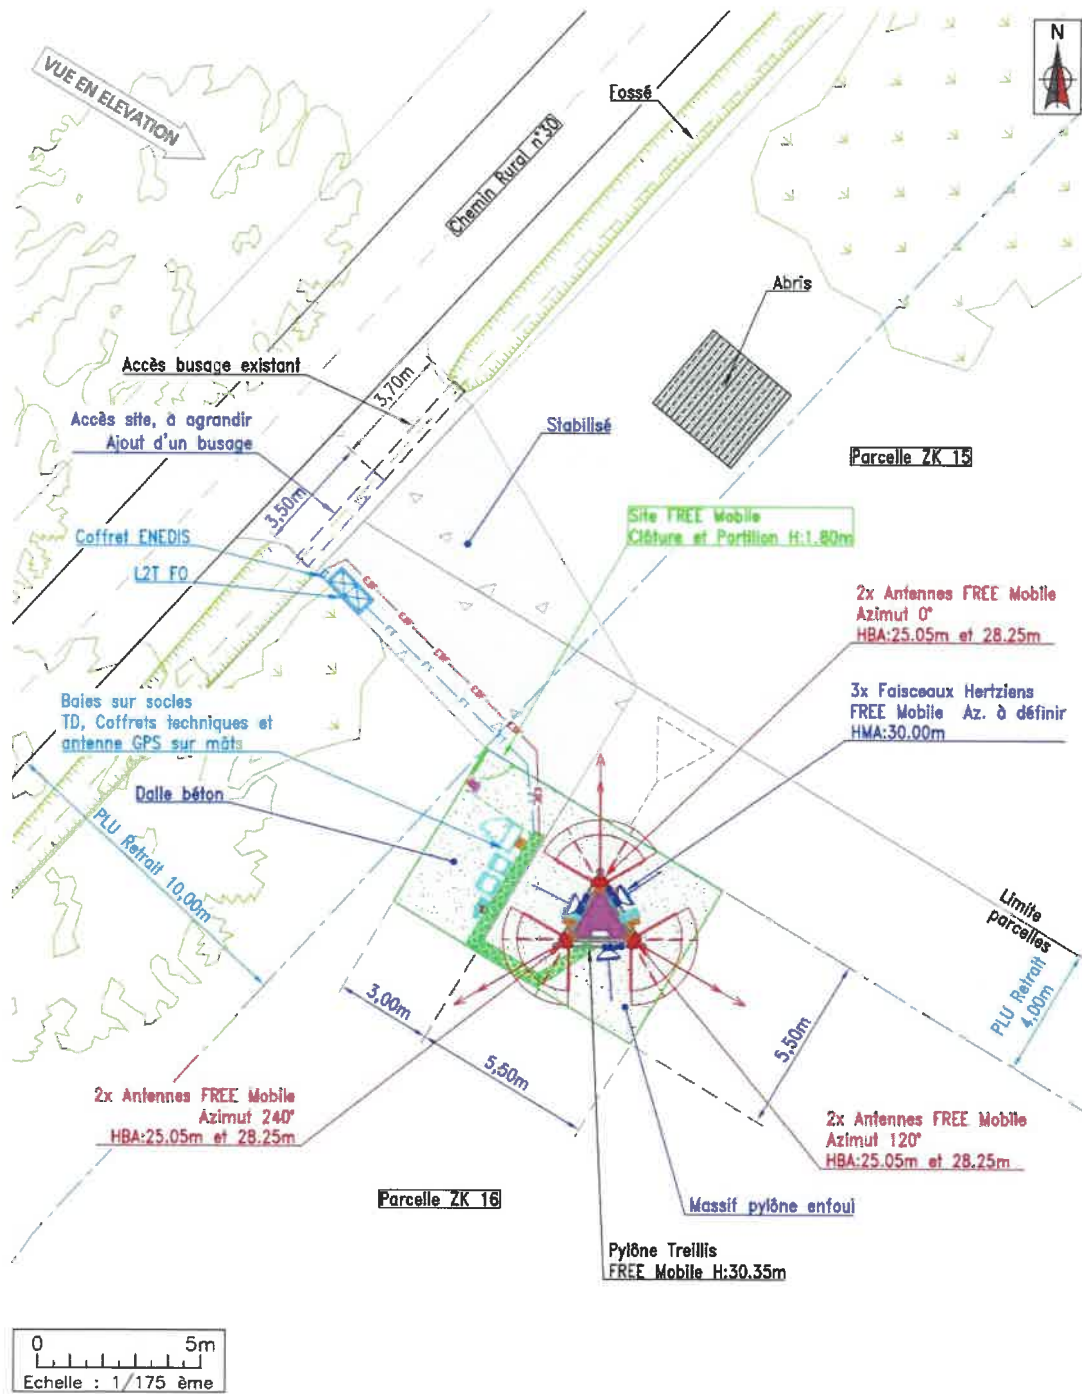 N
VUE EN ELEVATION
Fossé
Chemin Rural n°30
Abris
Accès busage existant
3,70m
Accès site, à agrandir
Ajout d'un busage
Stabilisé
Parcelle ZK 15
3,50m
Site FREE Mobile
Clôture et Portillon H:1.80m
Coffret ENEDIS
L2T FO
2x Antennes FREE Mobile
Azimut 0°
HBA:25.05m et 28.25m
3x Faisceaux Hertziens
FREE Mobile Az. à définir
HMA:30.00m
Baies sur socles
TD, Coffrets techniques et
antenne GPS sur mâts
Dalle béton
PLU Retrait 10,00m
Limite
parcelles
PLU Retrait
4,00m
3,00m
5,50m
5,50m
2x Antennes FREE Mobile
Azimut 240°
HBA:25.05m et 28.25m
2x Antennes FREE Mobile
Azimut 120°
HBA:25.05m et 28.25m
Parcelle ZK 16
Massif pylône enfoui
Pylône Treillis
FREE Mobile H:30.35m
0 5m
Echelle : 1/175 ème